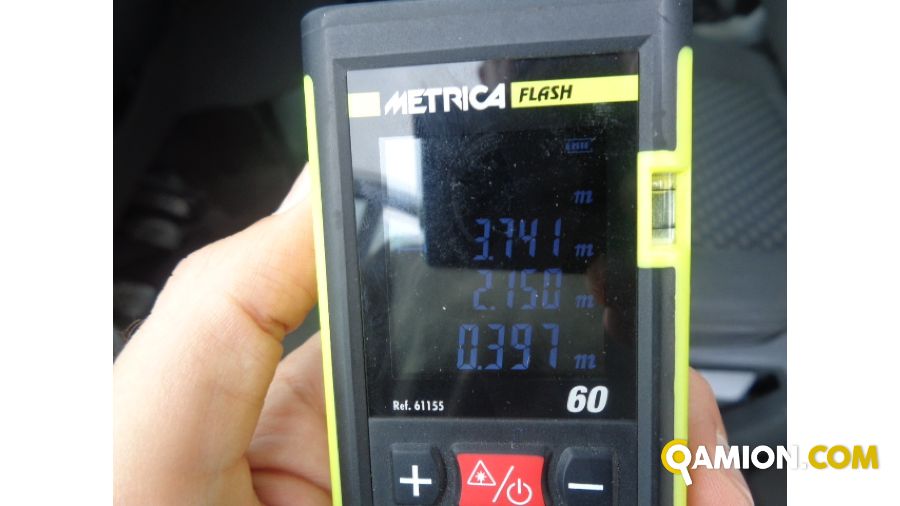 METRICA FLASH
m
3.741 m
2.150 m
0.397 m
Ref. 61155
60
+
−
QAMION.COM